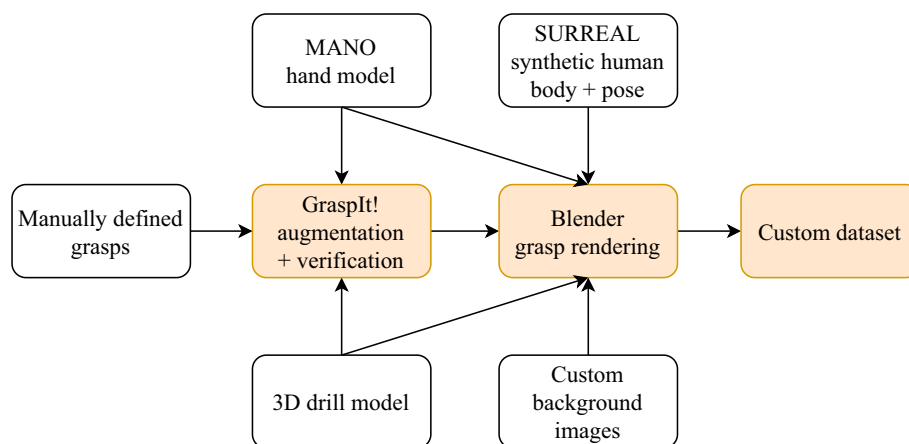 MANO
hand model
SURREAL
synthetic human
body + pose
Manually defined
grasps
GraspIt!
augmentation
+ verification
Blender
grasp rendering
Custom dataset
3D drill model
Custom
background
images